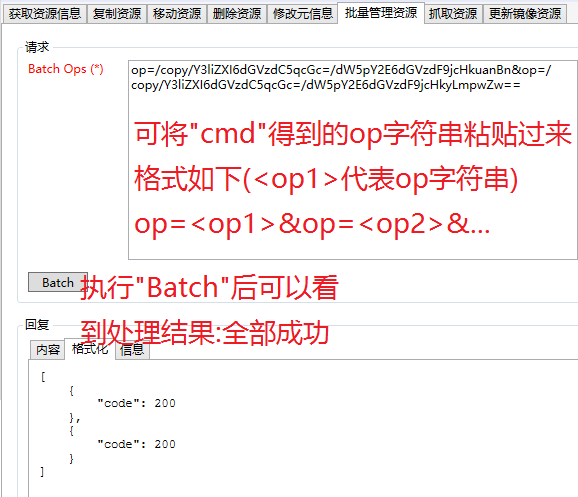 获取资源信息 复制资源 移动资源 删除资源 修改元信息 批量管理资源 抓取资源 更新镜像资源
请求
Batch Ops (*)
op=/copy/Y3liZXI6dGVzdC5qcGc=/dW5pY2E6dGVzdF9jcHkuanBn&op=/
copy/Y3liZXI6dGVzdC5qcGc=/dW5pY2E6dGVzdF9jcHkyLmpwZw==
可将"cmd"得到的op字符串粘贴过来
格式如下(<op1>代表op字符串)
op=<op1>&op=<op2>&...
Batch
执行"Batch"后可以看
到处理结果:全部成功
回复
内容 格式化 信息
[
{
"code": 200
},
{
"code": 200
}
]